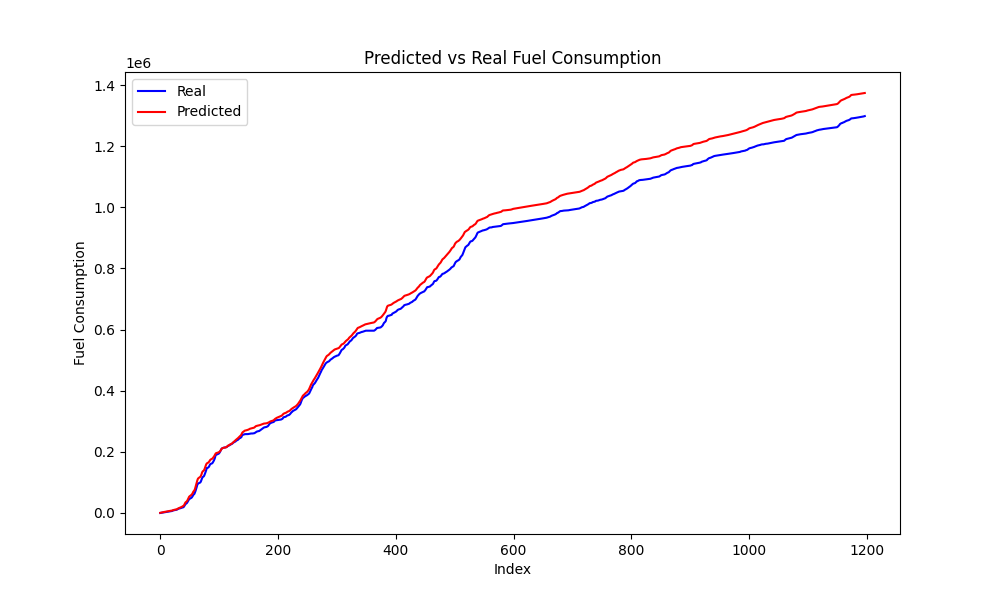 Predicted vs Real Fuel Consumption
1e6
Real
Predicted
1.4
1.2
1.0
0.8
0.6
0.4
0.2
0.0
Fuel Consumption
0 200 400 600 800 1000 1200
Index